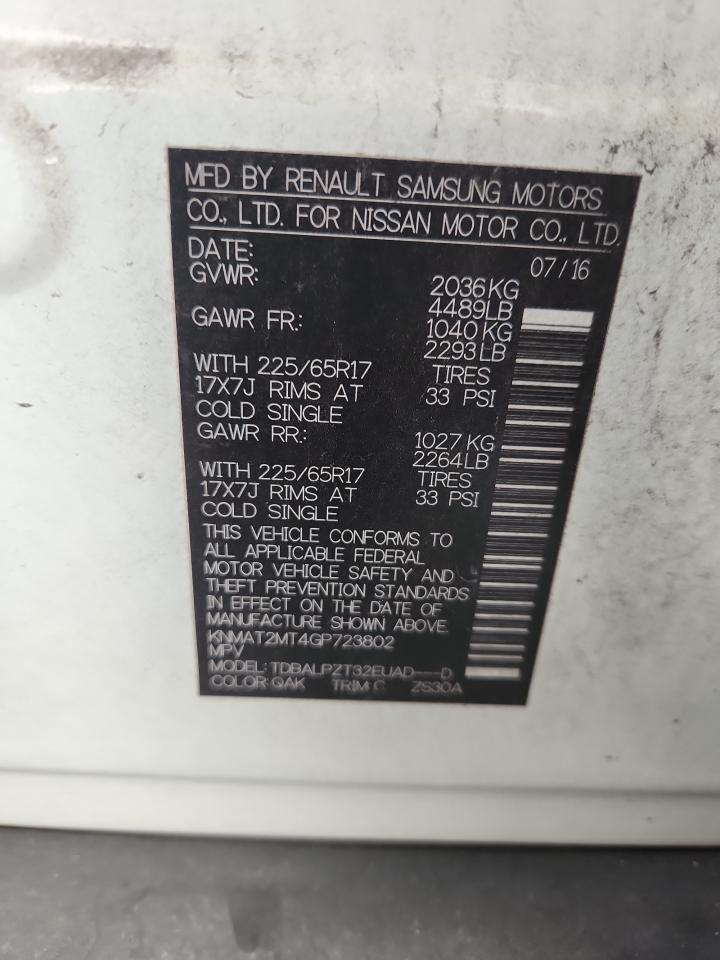 MFD BY RENAULT SAMSUNG MOTORS
CO., LTD. FOR NISSAN MOTOR CO., LTD.
DATE: 07/16
GVWR: 2036KG
4489LB
GAWR FR.: 1040KG
2293LB
WITH 225/65R17 TIRES
17X7J RIMS AT 33 PSI
COLD SINGLE
GAWR RR.: 1027KG
2264LB
WITH 225/65R17 TIRES
17X7J RIMS AT 33 PSI
COLD SINGLE
THIS VEHICLE CONFORMS TO
ALL APPLICABLE FEDERAL
MOTOR VEHICLE SAFETY AND
THEFT PREVENTION STANDARDS
IN EFFECT ON THE DATE OF
MANUFACTURE SHOWN ABOVE.
KNMAT2MT4GP723802
MPV
MODEL: TDBALPZT32EUAD---D
COLOR: QAK TRIM: C ZS30A